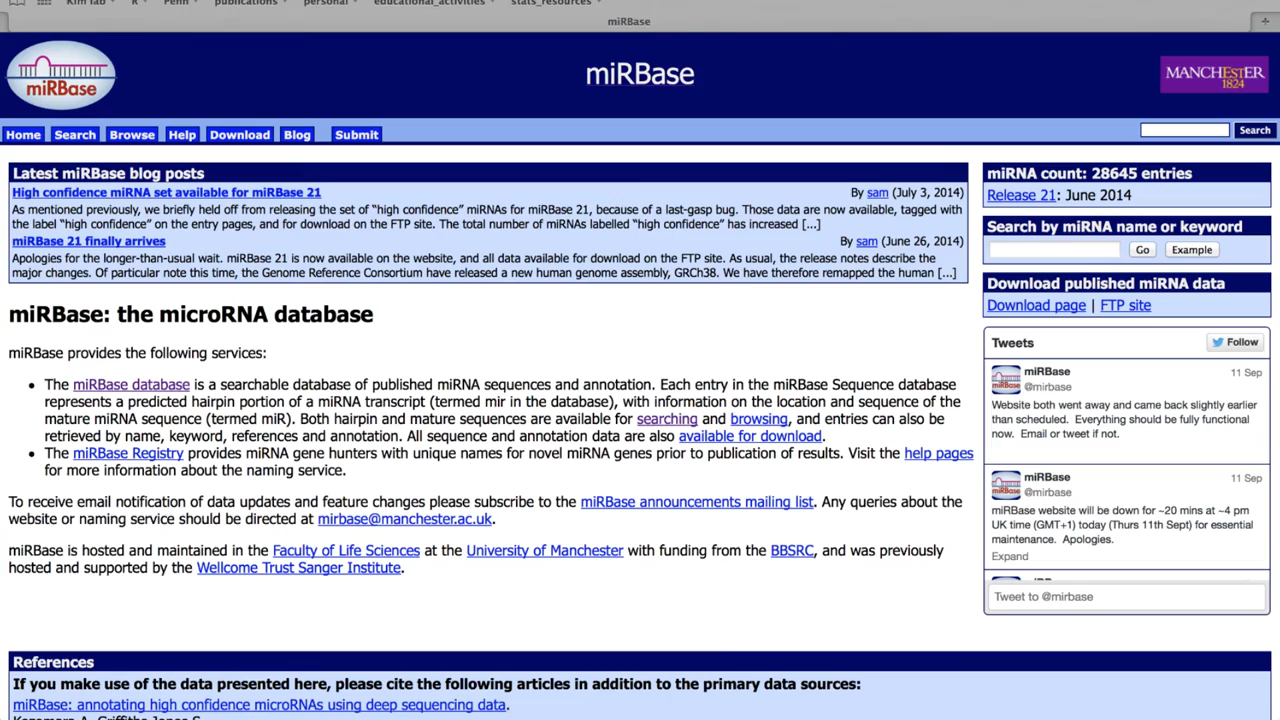 Kim lab R Penn publications personal educational_activities stats_resources
miRBase
+
miRBase
miRBase
MANCHESTER
1824
Home Search Browse Help Download Blog Submit
Search
Latest miRBase blog posts
High confidence miRNA set available for miRBase 21
By sam (July 3, 2014)
As mentioned previously, we briefly held off from releasing the set of “high confidence” miRNAs for miRBase 21, because of a last-gasp bug. Those data are now available, tagged with
the label “high confidence” on the entry pages, and for download on the FTP site. The total number of miRNAs labelled “high confidence” has increased [...]
miRBase 21 finally arrives
By sam (June 26, 2014)
Apologies for the longer-than-usual wait. miRBase 21 is now available on the website, and all data available for download on the FTP site. As usual, the release notes describe the
major changes. Of particular note this time, the Genome Reference Consortium have released a new human genome assembly, GRCh38. We have therefore remapped the human [...]
miRBase: the microRNA database
miRBase provides the following services:
• The miRBase database is a searchable database of published miRNA sequences and annotation. Each entry in the miRBase Sequence database
represents a predicted hairpin portion of a miRNA transcript (termed mir in the database), with information on the location and sequence of the
mature miRNA sequence (termed miR). Both hairpin and mature sequences are available for searching and browsing, and entries can also be
retrieved by name, keyword, references and annotation. All sequence and annotation data are also available for download.
• The miRBase Registry provides miRNA gene hunters with unique names for novel miRNA genes prior to publication of results. Visit the help pages
for more information about the naming service.
To receive email notification of data updates and feature changes please subscribe to the miRBase announcements mailing list. Any queries about the
website or naming service should be directed at mirbase@manchester.ac.uk.
miRBase is hosted and maintained in the Faculty of Life Sciences at the University of Manchester with funding from the BBSRC, and was previously
hosted and supported by the Wellcome Trust Sanger Institute.
miRNA count: 28645 entries
Release 21: June 2014
Search by miRNA name or keyword
Go Example
Download published miRNA data
Download page | FTP site
Tweets
Follow
miRBase
11 Sep
@mirbase
Website both went away and came back slightly earlier
than scheduled. Everything should be fully functional
now. Email or tweet if not.
miRBase
11 Sep
@mirbase
miRBase website will be down for ~20 mins at ~4 pm
UK time (GMT+1) today (Thurs 11th Sept) for essential
maintenance. Apologies.
Expand
Tweet to @mirbase
References
If you make use of the data presented here, please cite the following articles in addition to the primary data sources:
miRBase: annotating high confidence microRNAs using deep sequencing data.